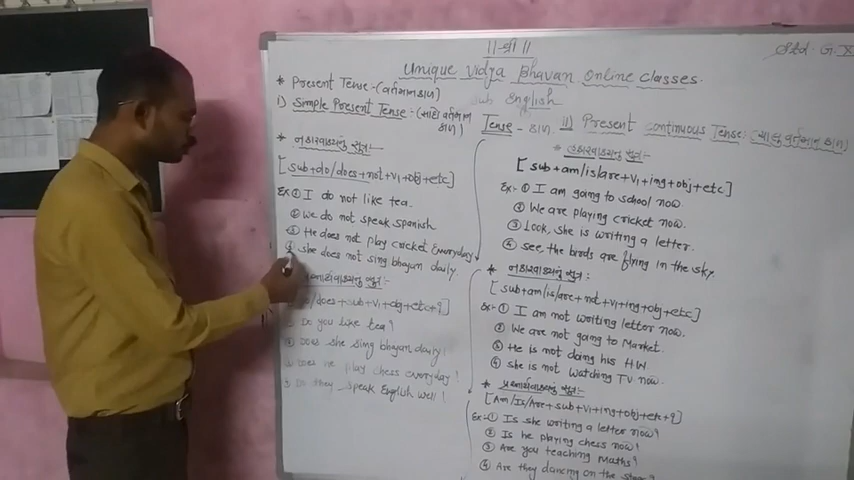 ॥-શ્રી ॥
Std. G. X
Unique Vidya Bhavan Online Classes.
Sub English
Tense - કાળ.
* Present Tense :- (વર્તમાનકાળ)
i) Simple Present Tense :- (સાદો વર્તમાન કાળ)
* નકારવાક્યનું સૂત્ર:-
[sub+do/does+not+V1+obj+etc]
Ex ① I do not like tea.
② We do not speak spanish
③ He does not play cricket Everyday
④ She does not sing bhajan daily.
પ્રશ્નાર્થવાક્યનું સૂત્ર:-
/does+sub+V1+obj+etc+?]
Do you like tea?
Does she sing bhajan daily?
Does he play chess everyday?
Do they speak English well?
ii) Present Continuous Tense: (ચાલુ વર્તમાન કાળ)
* હકારવાક્યનું સૂત્ર:-
[sub+am/is/are+V1+ing+obj+etc]
Ex:- ① I am going to school now.
② We are playing cricket now.
③ Look, she is writing a letter.
④ See, the birds are flying in the sky.
* નકારવાક્યનું સૂત્ર:
[sub+am/is/are+not+V1+ing+obj+etc]
Ex:- ① I am not writing letter now.
② We are not going to Market.
③ He is not doing his HW
④ She is not watching TV now.
* પ્રશ્નાર્થવાક્યનું સૂત્ર:-
[Am/Is/Are+sub+V1+ing+obj+etc+?]
Ex:- ① Is she writing a letter now?
② Is he playing chess now?
③ Are you teaching Maths?
④ Are they dancing on the stage?